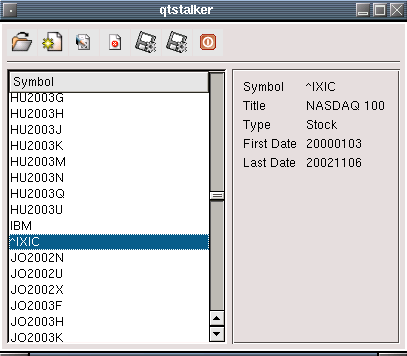 qtstalker
Symbol
HU2003G
HU2003H
HU2003J
HU2003K
HU2003M
HU2003N
HU2003Q
HU2003U
IBM
^IXIC
JO2002N
JO2002U
JO2002X
JO2003F
JO2003H
JO2003K
Symbol ^IXIC
Title NASDAQ 100
Type Stock
First Date 20000103
Last Date 20021106